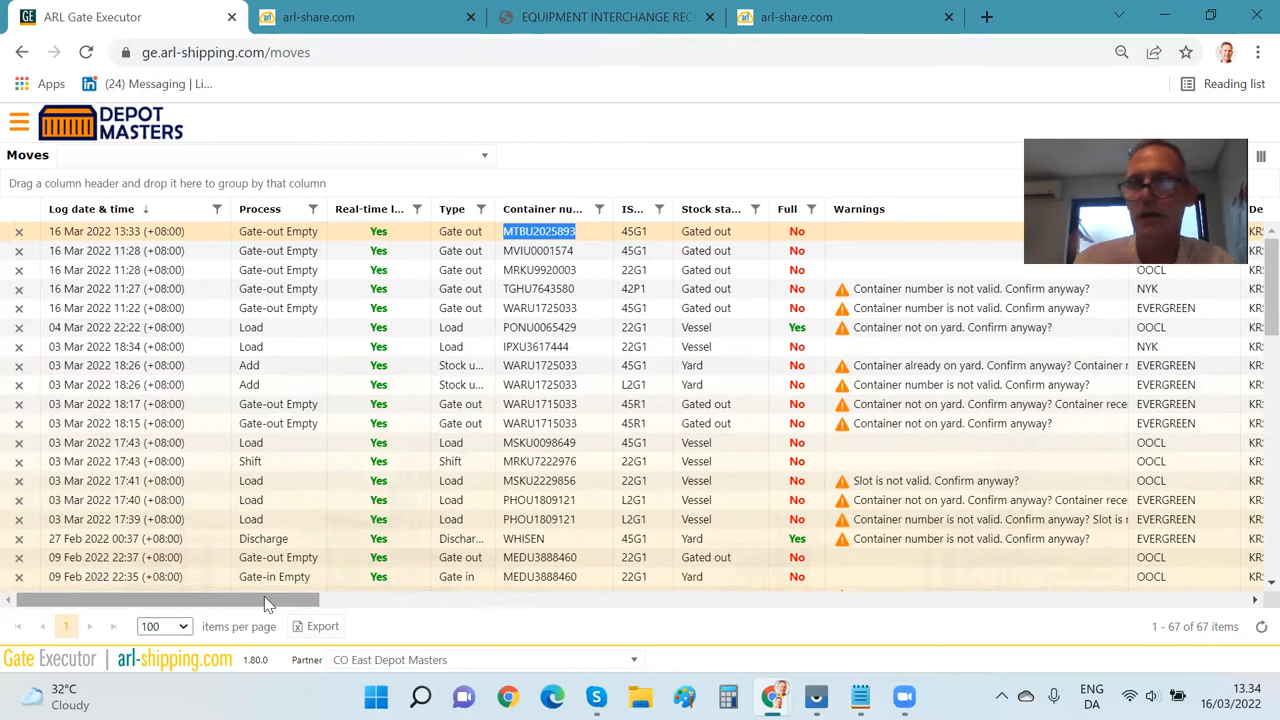 ARL Gate Executor
arl-share.com
EQUIPMENT INTERCHANGE REC
arl-share.com
ge.arl-shipping.com/moves
Apps
(24) Messaging | Li...
Reading list
DEPOT
MASTERS
Moves
Drag a column header and drop it here to group by that column
Log date & time Process Real-time l... Type Container nu... IS... Stock sta... Full Warnings De
16 Mar 2022 13:33 (+08:00) Gate-out Empty Yes Gate out MTBU2025893 45G1 Gated out No KRS
16 Mar 2022 11:28 (+08:00) Gate-out Empty Yes Gate out MVIU0001574 45G1 Gated out No
16 Mar 2022 11:28 (+08:00) Gate-out Empty Yes Gate out MRKU9920003 22G1 Gated out No OOCL KRS
16 Mar 2022 11:27 (+08:00) Gate-out Empty Yes Gate out TGHU7643580 42P1 Gated out No Container number is not valid. Confirm anyway? NYK KRS
16 Mar 2022 11:22 (+08:00) Gate-out Empty Yes Gate out WARU1725033 45G1 Gated out No Container number is not valid. Confirm anyway? EVERGREEN KRS
04 Mar 2022 22:22 (+08:00) Load Yes Load PONU0065429 22G1 Vessel Yes Container not on yard. Confirm anyway? OOCL KRS
03 Mar 2022 18:34 (+08:00) Load Yes Load IPXU3617444 22G1 Vessel No NYK KRS
03 Mar 2022 18:26 (+08:00) Add Yes Stock u... WARU1725033 45G1 Yard No Container already on yard. Confirm anyway? Container r EVERGREEN KRS
03 Mar 2022 18:26 (+08:00) Add Yes Stock u... WARU1725033 L2G1 Yard No Container number is not valid. Confirm anyway? EVERGREEN KRS
03 Mar 2022 18:17 (+08:00) Gate-out Empty Yes Gate out WARU1715033 45R1 Gated out No Container not on yard. Confirm anyway? Container rece EVERGREEN KRS
03 Mar 2022 18:15 (+08:00) Gate-out Empty Yes Gate out WARU1715033 45R1 Gated out No Container not on yard. Confirm anyway? EVERGREEN KRS
03 Mar 2022 17:43 (+08:00) Load Yes Load MSKU0098649 45G1 Vessel No OOCL KRS
03 Mar 2022 17:43 (+08:00) Shift Yes Shift MRKU7222976 22G1 Vessel No OOCL KRS
03 Mar 2022 17:41 (+08:00) Load Yes Load MSKU2229856 22G1 Vessel No Slot is not valid. Confirm anyway? OOCL KRS
03 Mar 2022 17:40 (+08:00) Load Yes Load PHOU1809121 L2G1 Vessel No Container not on yard. Confirm anyway? Container rece EVERGREEN KRS
03 Mar 2022 17:39 (+08:00) Load Yes Load PHOU1809121 L2G1 Vessel No Container number is not valid. Confirm anyway? Slot is r EVERGREEN KRS
27 Feb 2022 00:37 (+08:00) Discharge Yes Dischar... WHISEN 22G1 Yard Yes Container number is not valid. Confirm anyway? EVERGREEN KRS
09 Feb 2022 22:37 (+08:00) Gate-out Empty Yes Gate out MEDU3888460 22G1 Gated out No OOCL KRS
09 Feb 2022 22:35 (+08:00) Gate-in Empty Yes Gate in MEDU3888460 22G1 Yard No OOCL KRS
1 100 items per page Export 1 - 67 of 67 items
Gate Executor | arl-shipping.com 1.80.0 Partner CO East Depot Masters
32°C
Cloudy
ENG
DA
13.34
16/03/2022